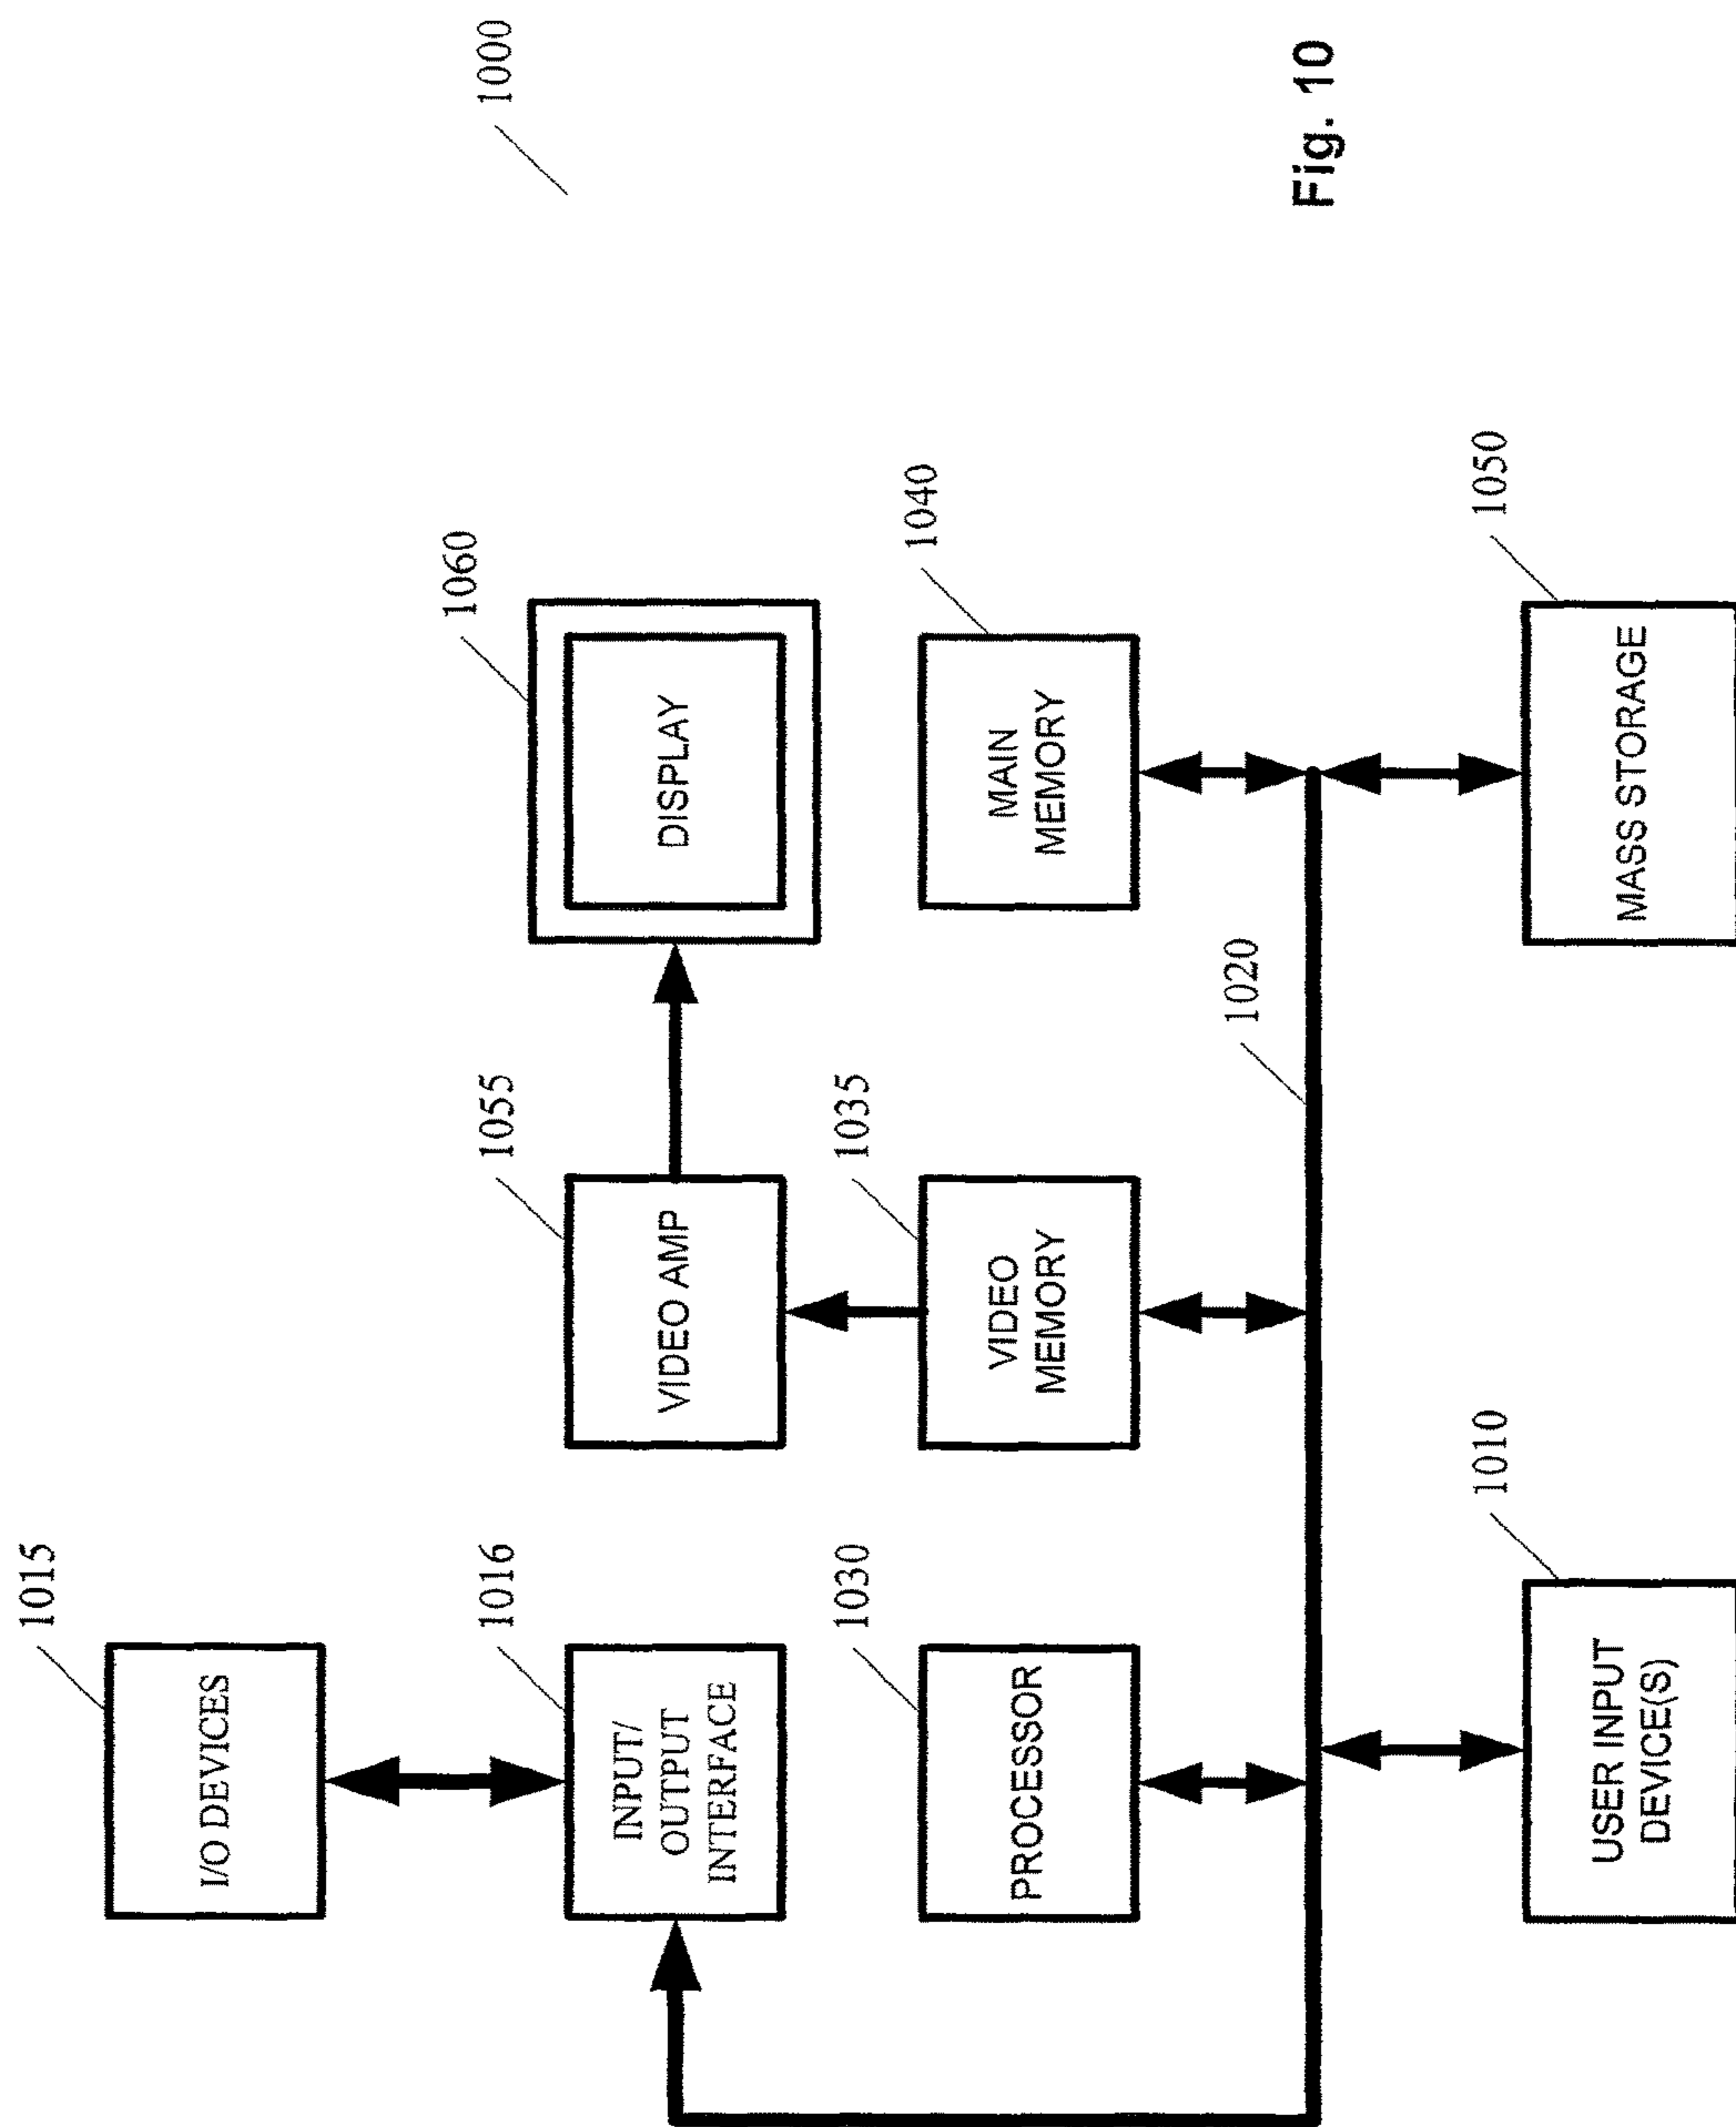 1000
1015
I/O DEVICES
1016
INPUT/
OUTPUT
INTERFACE
1055
VIDEO AMP
1060
DISPLAY
1030
PROCESSOR
1035
VIDEO
MEMORY
1040
MAIN
MEMORY
1020
1010
USER INPUT
DEVICE(S)
1050
MASS STORAGE
Fig. 10